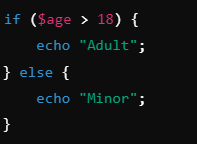 if ($age > 18) {
    echo "Adult";
} else {
    echo "Minor";
}